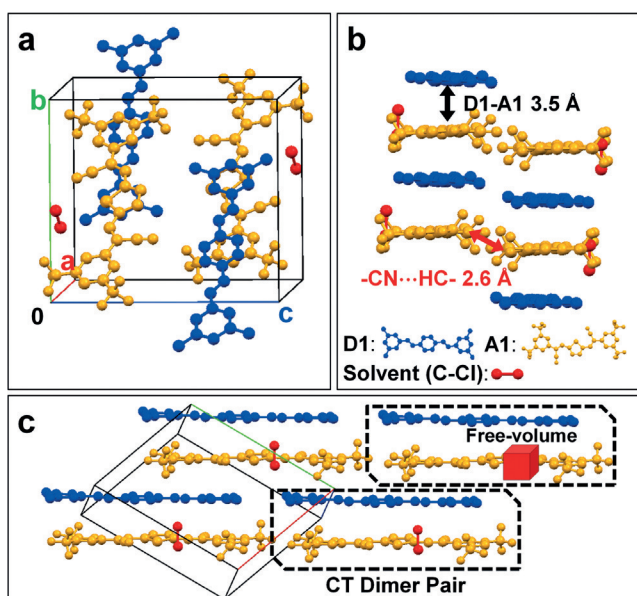 a
b
a
0
c
b
D1-A1 3.5 Å
-CN···HC- 2.6 Å
D1: A1:
Solvent (C-Cl):
c
Free-volume
CT Dimer Pair